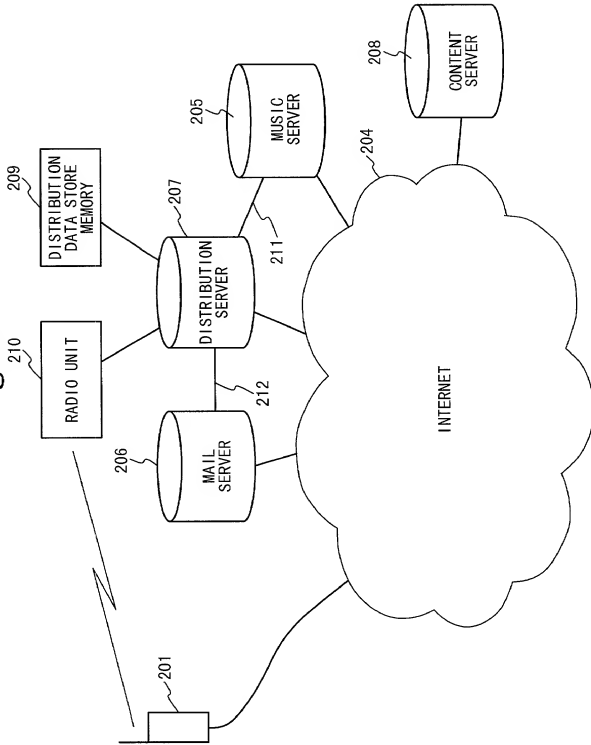 209
DISTRIBUTION
DATA STORE
MEMORY
210
RADIO UNIT
207
DISTRIBUTION
SERVER
205
MUSIC
SERVER
208
CONTENT
SERVER
206
MAIL
SERVER
211
212
204
INTERNET
201